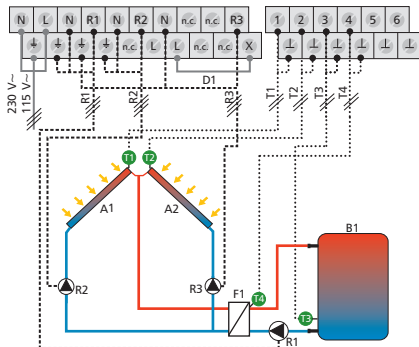 N L N R1 N R2 N n.c. n.c. R3 1 2 3 4 5 6
n.c. L L n.c. n.c. X
D1
230 V~
115 V~
R1
R2
R3
T1
T2
T3
T4
T1 T2
A1 A2
B1
R2 R3 F1 T4
T3
R1